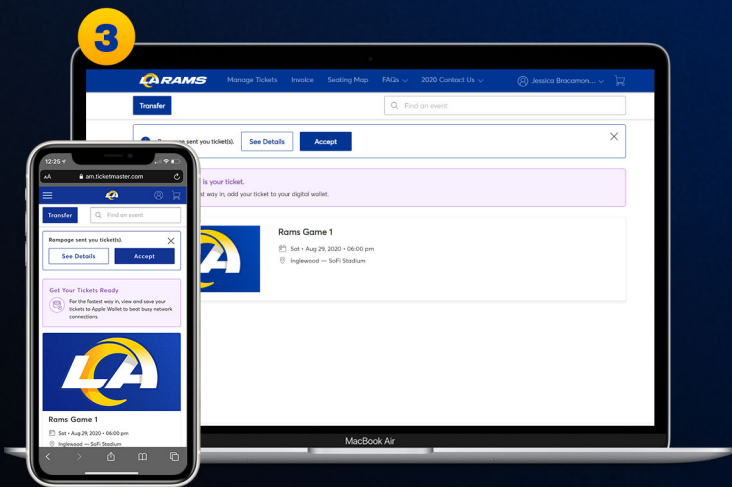 3
LA RAMS
Manage Tickets Invoice Seating Map FAQs 2020 Contact Us Jessica Bracamon...
Transfer
Find an event
sent you ticket(s).
See Details
Accept
is your ticket.
way in, add your ticket to your digital wallet.
Rams Game 1
Sat • Aug 29, 2020 • 06:00 pm
Inglewood — SoFi Stadium
MacBook Air
12:25
AA am.ticketmaster.com
Transfer
Find an event
Rampage sent you ticket(s).
See Details
Accept
Get Your Tickets Ready
For the fastest way in, view and save your
tickets to Apple Wallet to beat busy network
connections.
LA
Rams Game 1
Sat • Aug 29, 2020 • 06:00 pm
Inglewood — SoFi Stadium